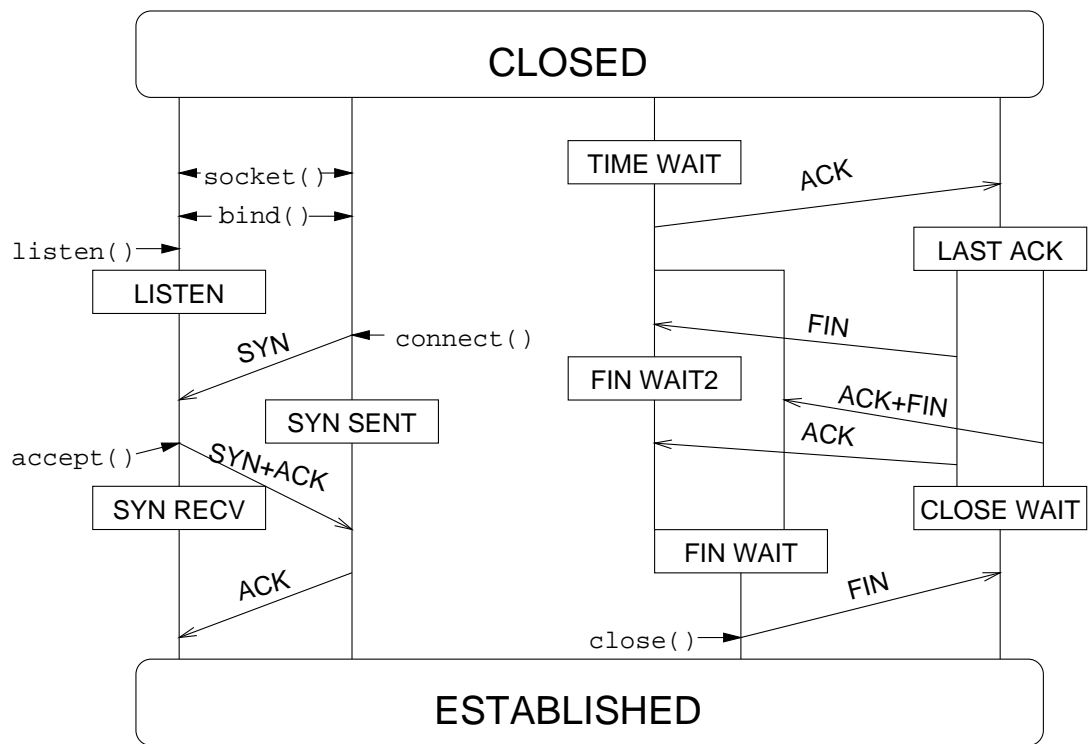 CLOSED
TIME WAIT
ACK
socket()
bind()
listen()
LAST ACK
LISTEN
FIN
SYN
connect()
FIN WAIT2
ACK+FIN
SYN SENT
ACK
accept()
SYN+ACK
SYN RECV
CLOSE WAIT
FIN WAIT
ACK
FIN
close()
ESTABLISHED